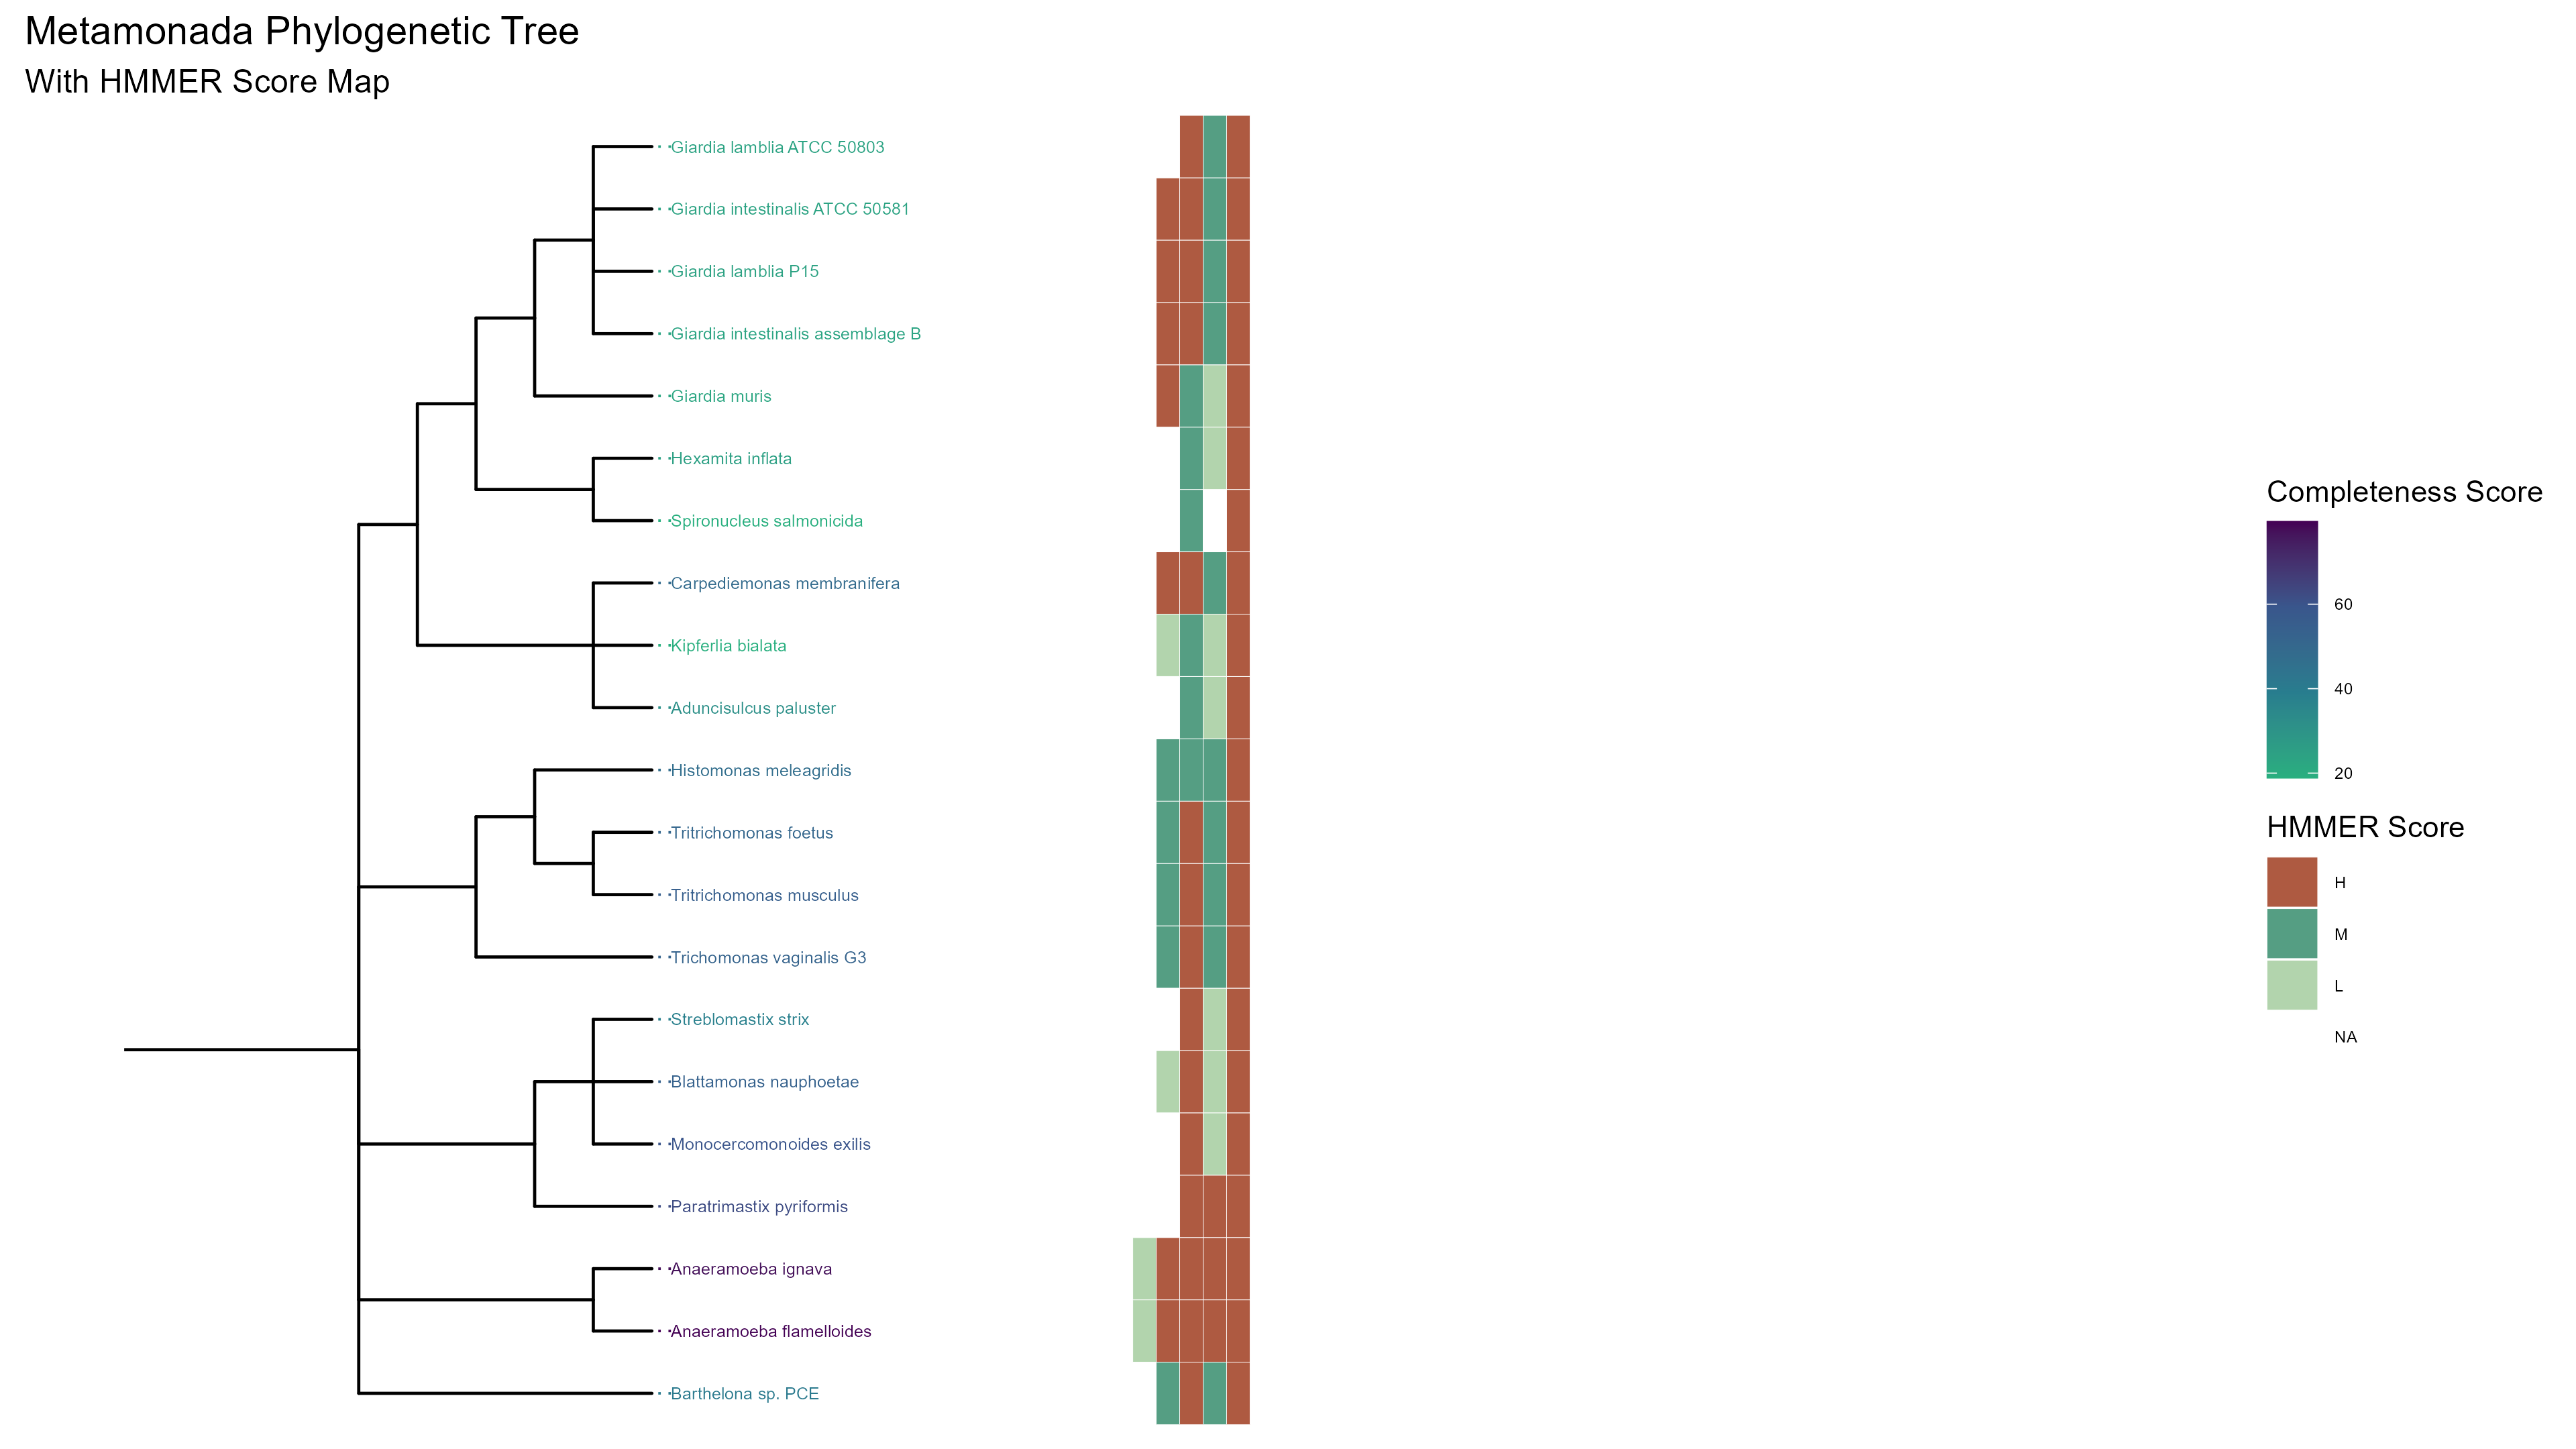 Metamonada Phylogenetic Tree
With HMMER Score Map
Giardia lamblia ATCC 50803
Giardia intestinalis ATCC 50581
Giardia lamblia P15
Giardia intestinalis assemblage B
Giardia muris
Hexamita inflata
Spironucleus salmonicida
Carpediemonas membranifera
Kipferlia bialata
Aduncisulcus paluster
Histomonas meleagridis
Tritrichomonas foetus
Tritrichomonas musculus
Trichomonas vaginalis G3
Streblomastix strix
Blattamonas nauphoetae
Monocercomonoides exilis
Paratrimastix pyriformis
Anaeramoeba ignava
Anaeramoeba flamelloides
Barthelona sp. PCE
Completeness Score
60
40
20
HMMER Score
H
M
L
NA